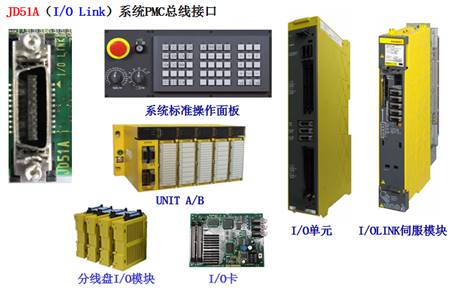 JD51A（I/O Link）系统PMC总线接口
I/O LINK
JD51A
系统标准操作面板
UNIT A/B
I/O单元
I/OLINK伺服模块
分线盘I/O模块
I/O卡